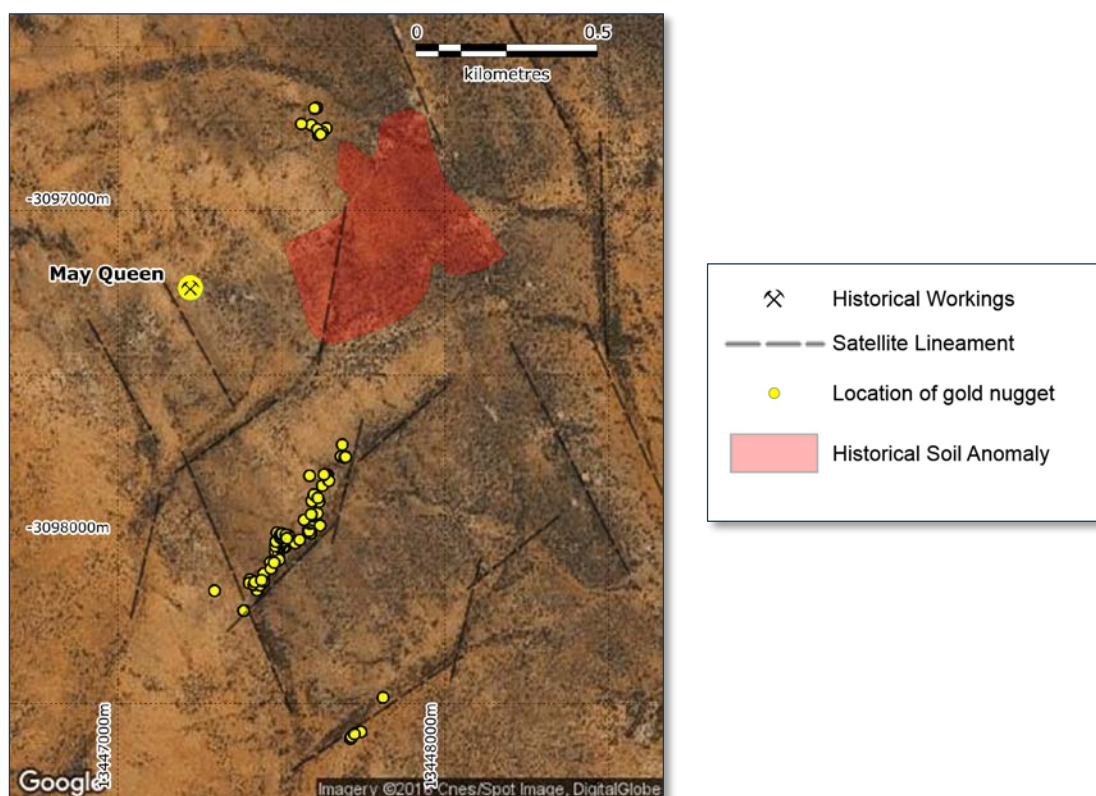 0 0.5
kilometres
-3097000m
May Queen
-3098000m
13447000m
13448000m
Google
Imagery ©2016 Cnes/Spot Image, DigitalGlobe
Historical Workings
Satellite Lineament
Location of gold nugget
Historical Soil Anomaly